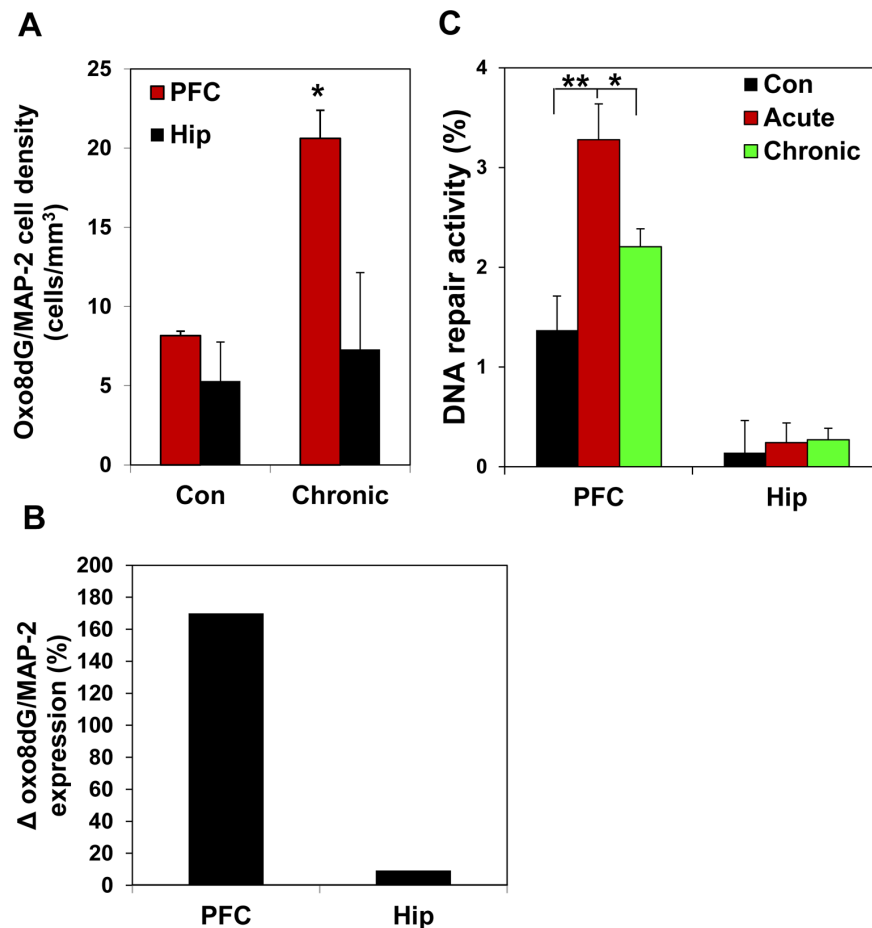 A
Oxo8dG/MAP-2 cell density
(cells/mm³)
25
20
15
10
5
0
PFC
Hip
*
Con
Chronic
C
DNA repair activity (%)
4
3
2
1
0
** *
Con
Acute
Chronic
PFC
Hip
B
Δ oxo8dG/MAP-2
expression (%)
200
180
160
140
120
100
80
60
40
20
0
PFC
Hip